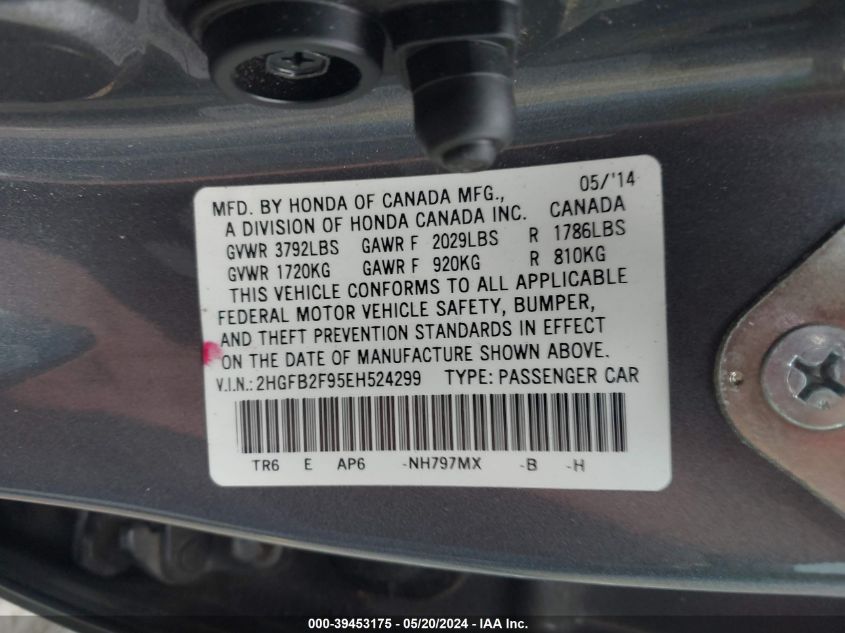 MFD. BY HONDA OF CANADA MFG., 05/'14
A DIVISION OF HONDA CANADA INC. CANADA
GVWR 3792LBS GAWR F 2029LBS R 1786LBS
GVWR 1720KG GAWR F 920KG R 810KG
THIS VEHICLE CONFORMS TO ALL APPLICABLE
FEDERAL MOTOR VEHICLE SAFETY, BUMPER,
AND THEFT PREVENTION STANDARDS IN EFFECT
ON THE DATE OF MANUFACTURE SHOWN ABOVE.
V.I.N.: 2HGFB2F95EH524299 TYPE: PASSENGER CAR
TR6 E AP6 -NH797MX -B -H
000-39453175 - 05/20/2024 - IAA Inc.